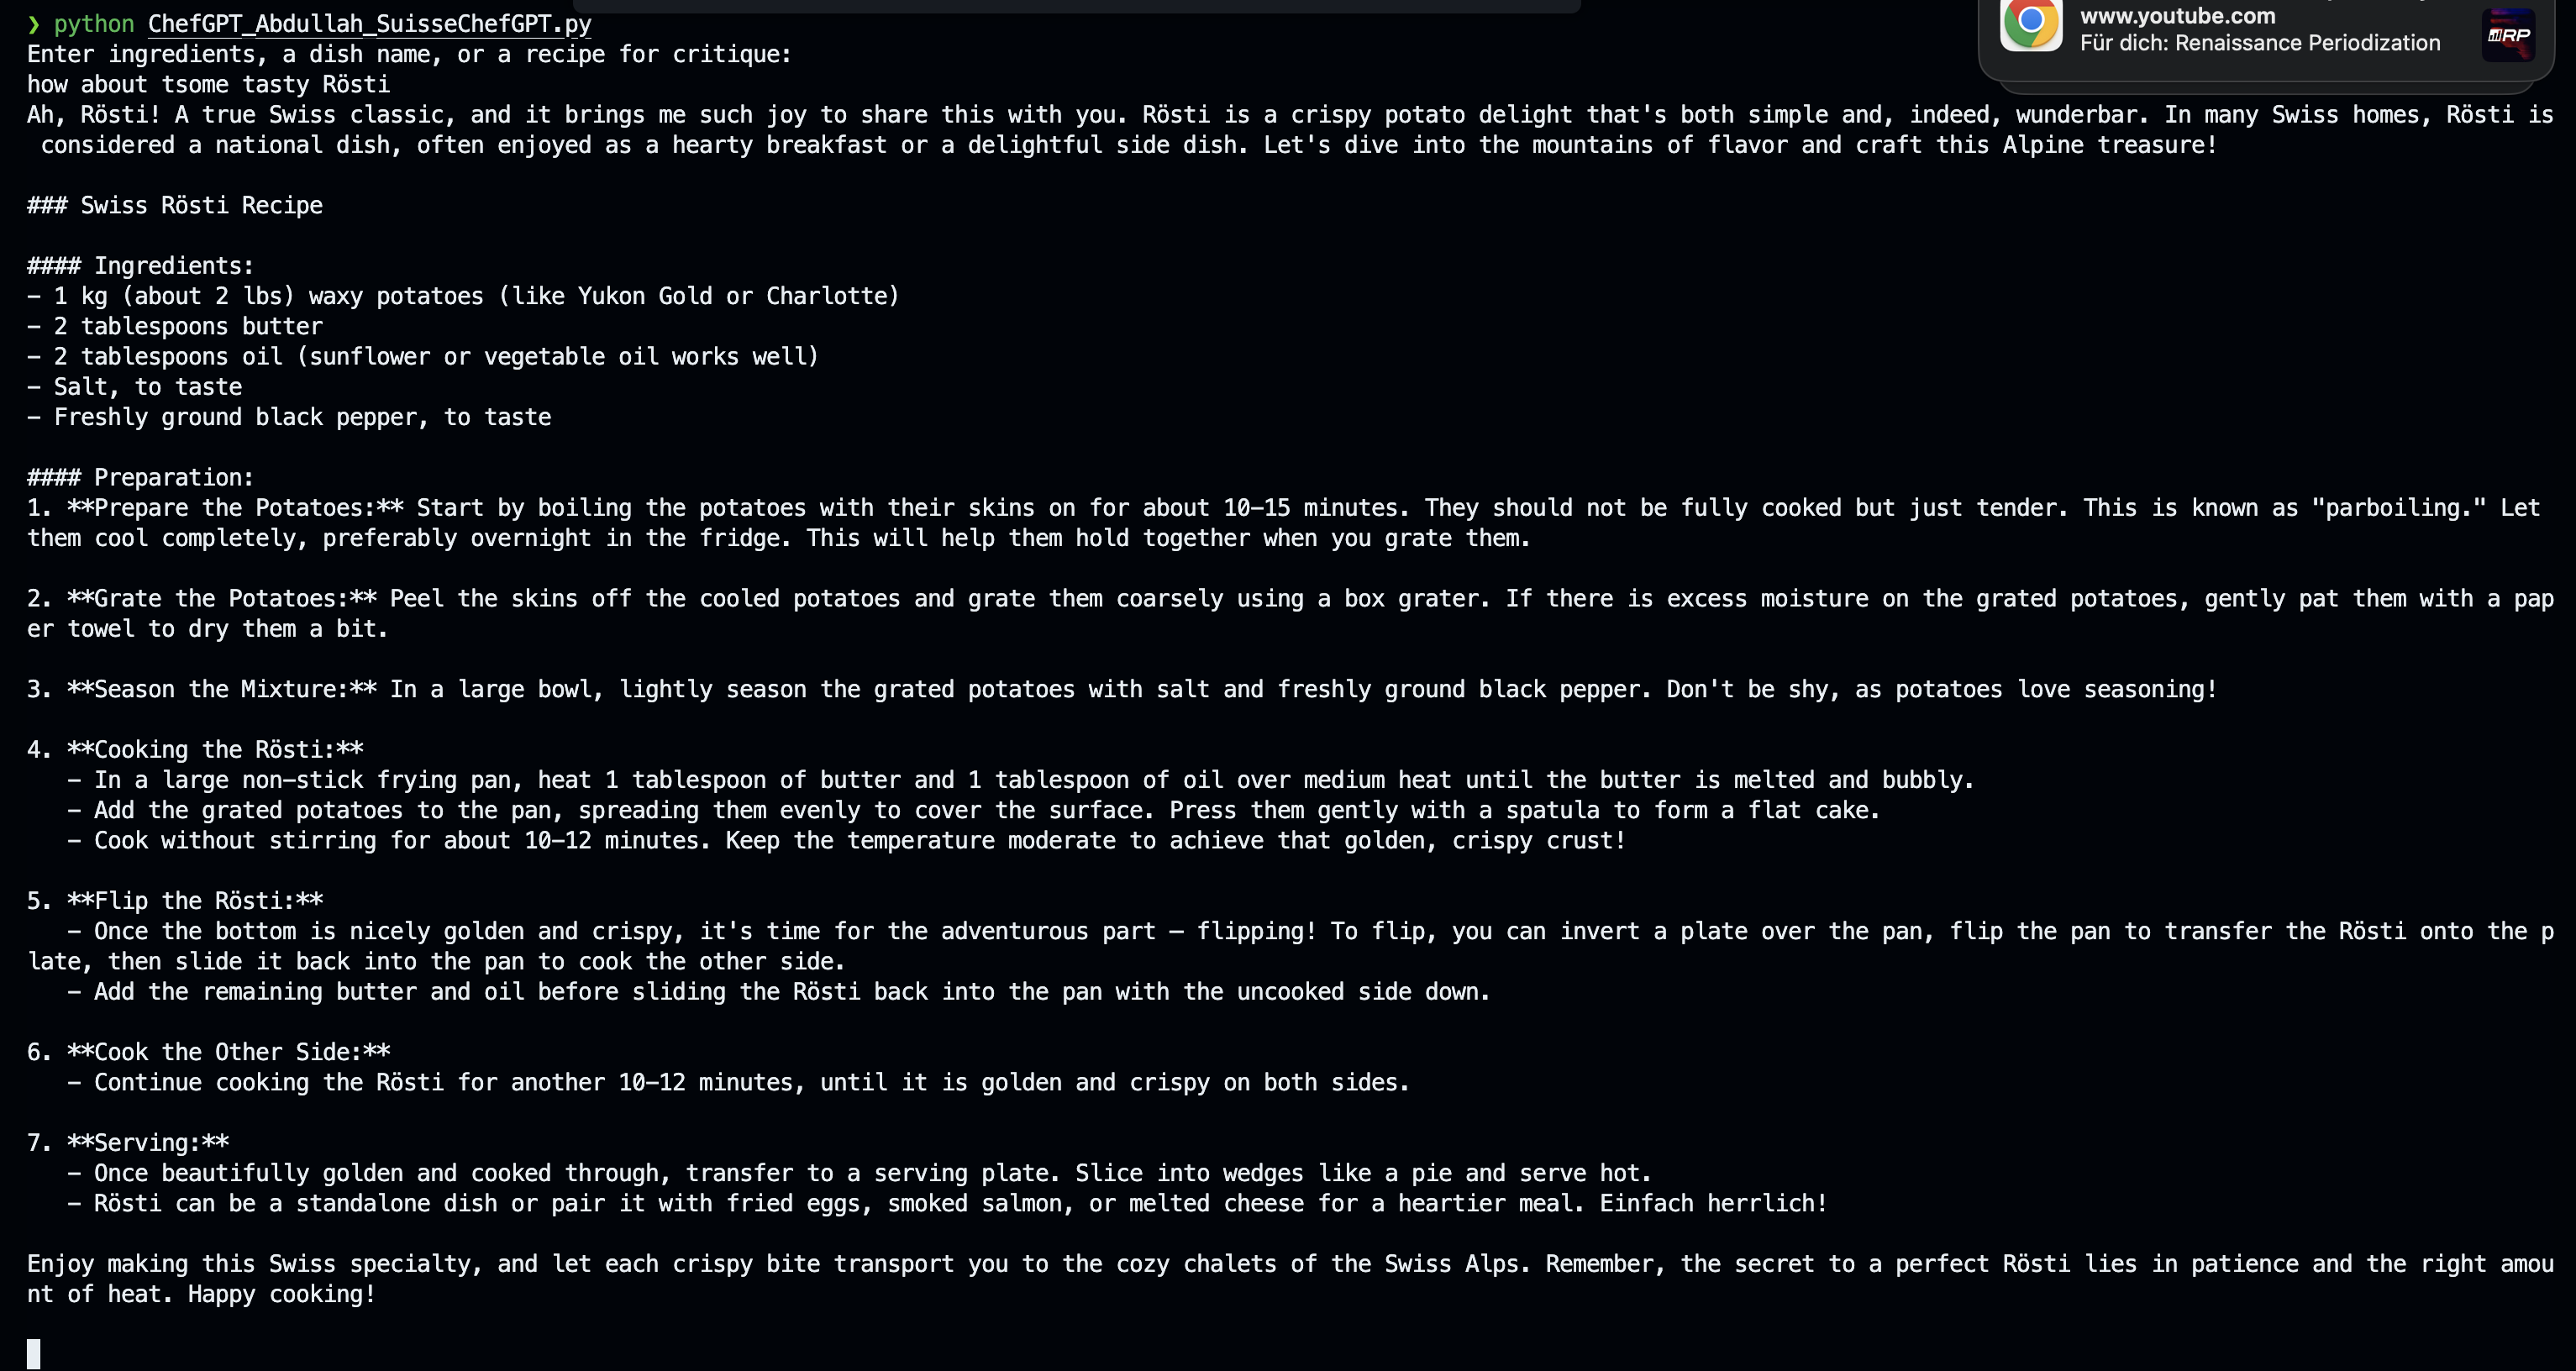 ❯ python ChefGPT_Abdullah_SuisseChefGPT.py
www.youtube.com
Für dich: Renaissance Periodization
RP
Enter ingredients, a dish name, or a recipe for critique:
how about tsome tasty Rösti
Ah, Rösti! A true Swiss classic, and it brings me such joy to share this with you. Rösti is a crispy potato delight that's both simple and, indeed, wunderbar. In many Swiss homes, Rösti is
 considered a national dish, often enjoyed as a hearty breakfast or a delightful side dish. Let's dive into the mountains of flavor and craft this Alpine treasure!

### Swiss Rösti Recipe

#### Ingredients:
- 1 kg (about 2 lbs) waxy potatoes (like Yukon Gold or Charlotte)
- 2 tablespoons butter
- 2 tablespoons oil (sunflower or vegetable oil works well)
- Salt, to taste
- Freshly ground black pepper, to taste

#### Preparation:
1. **Prepare the Potatoes:** Start by boiling the potatoes with their skins on for about 10-15 minutes. They should not be fully cooked but just tender. This is known as "parboiling." Let
them cool completely, preferably overnight in the fridge. This will help them hold together when you grate them.

2. **Grate the Potatoes:** Peel the skins off the cooled potatoes and grate them coarsely using a box grater. If there is excess moisture on the grated potatoes, gently pat them with a pap
er towel to dry them a bit.

3. **Season the Mixture:** In a large bowl, lightly season the grated potatoes with salt and freshly ground black pepper. Don't be shy, as potatoes love seasoning!

4. **Cooking the Rösti:**
   - In a large non-stick frying pan, heat 1 tablespoon of butter and 1 tablespoon of oil over medium heat until the butter is melted and bubbly.
   - Add the grated potatoes to the pan, spreading them evenly to cover the surface. Press them gently with a spatula to form a flat cake.
   - Cook without stirring for about 10-12 minutes. Keep the temperature moderate to achieve that golden, crispy crust!

5. **Flip the Rösti:**
   - Once the bottom is nicely golden and crispy, it's time for the adventurous part – flipping! To flip, you can invert a plate over the pan, flip the pan to transfer the Rösti onto the p
late, then slide it back into the pan to cook the other side.
   - Add the remaining butter and oil before sliding the Rösti back into the pan with the uncooked side down.

6. **Cook the Other Side:**
   - Continue cooking the Rösti for another 10-12 minutes, until it is golden and crispy on both sides.

7. **Serving:**
   - Once beautifully golden and cooked through, transfer to a serving plate. Slice into wedges like a pie and serve hot.
   - Rösti can be a standalone dish or pair it with fried eggs, smoked salmon, or melted cheese for a heartier meal. Einfach herrlich!

Enjoy making this Swiss specialty, and let each crispy bite transport you to the cozy chalets of the Swiss Alps. Remember, the secret to a perfect Rösti lies in patience and the right amou
nt of heat. Happy cooking!